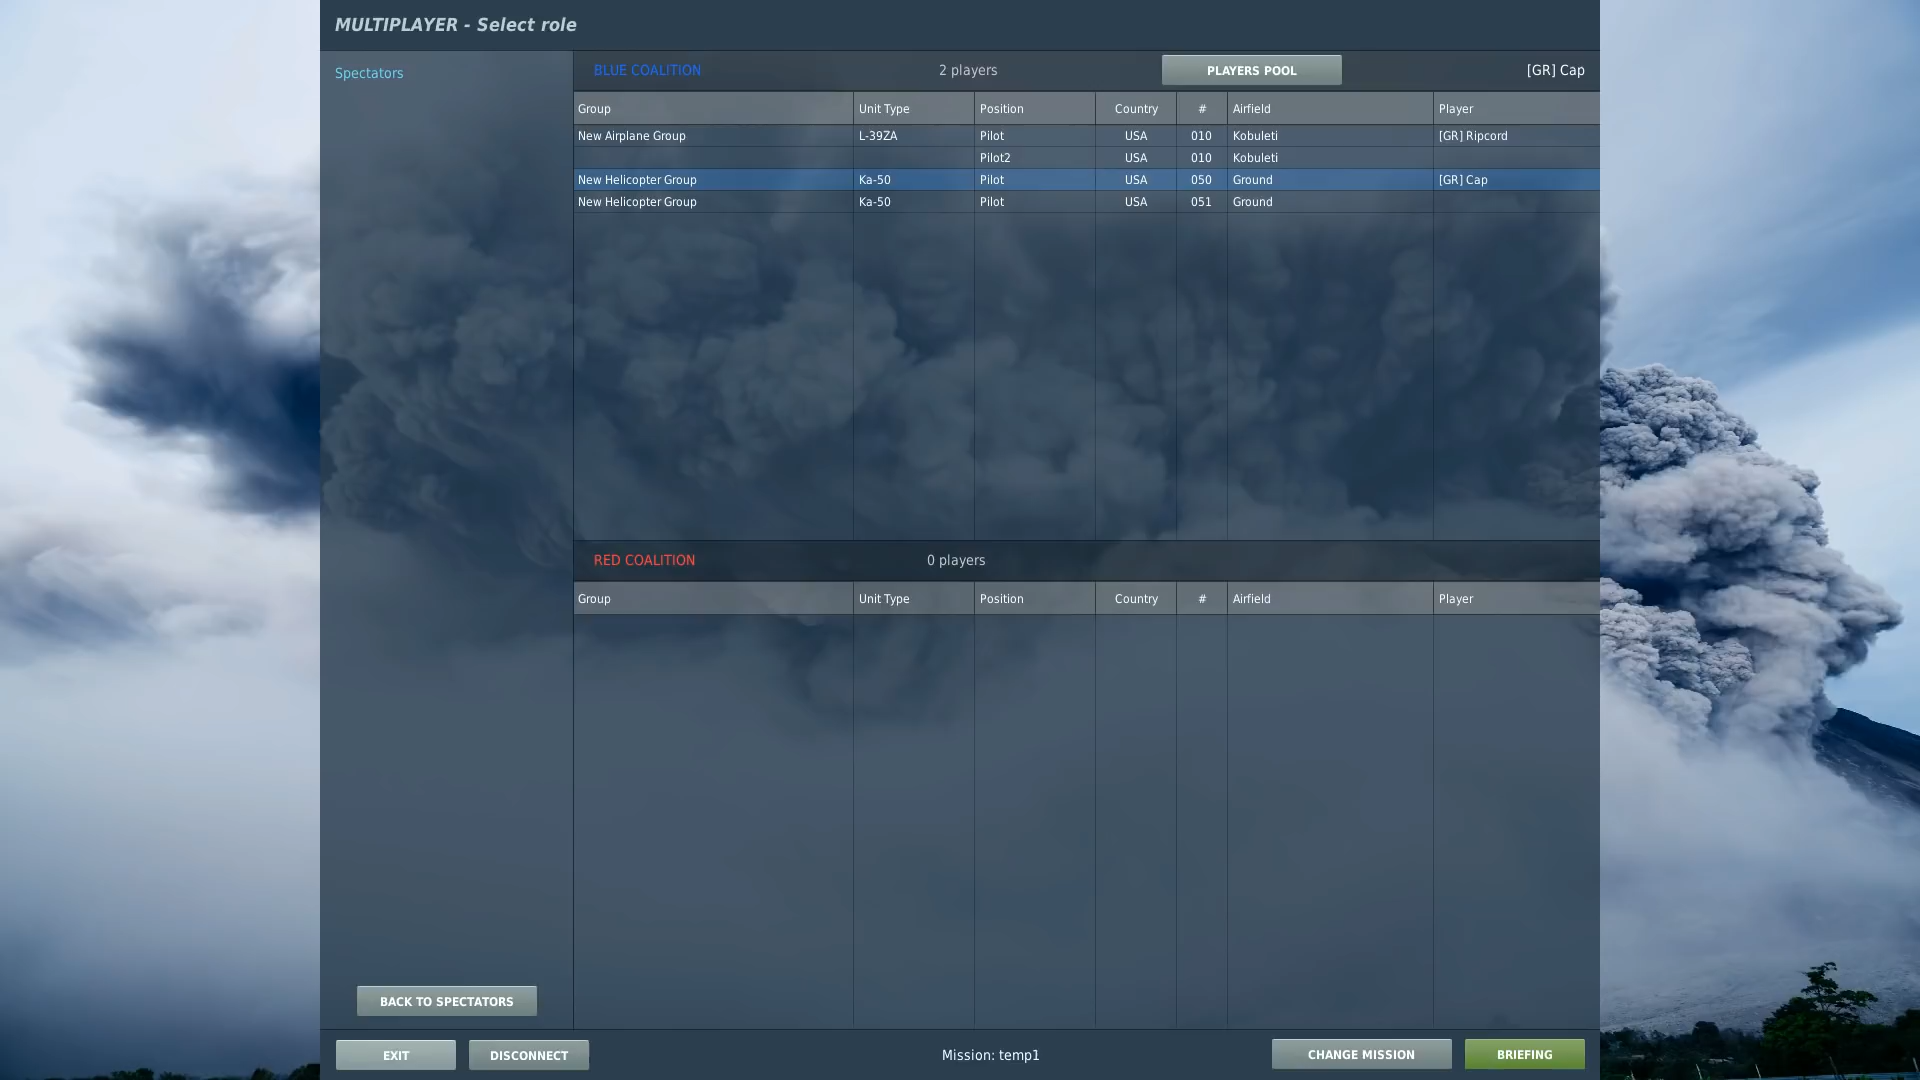 MULTIPLAYER - Select role
Spectators
BLUE COALITION 2 players PLAYERS POOL [GR] Cap
Group Unit Type Position Country # Airfield Player
New Airplane Group L-39ZA Pilot USA 010 Kobuleti [GR] Ripcord
Pilot2 USA 010 Kobuleti
New Helicopter Group Ka-50 Pilot USA 050 Ground [GR] Cap
New Helicopter Group Ka-50 Pilot USA 051 Ground
RED COALITION 0 players
Group Unit Type Position Country # Airfield Player
BACK TO SPECTATORS
EXIT DISCONNECT Mission: temp1 CHANGE MISSION BRIEFING